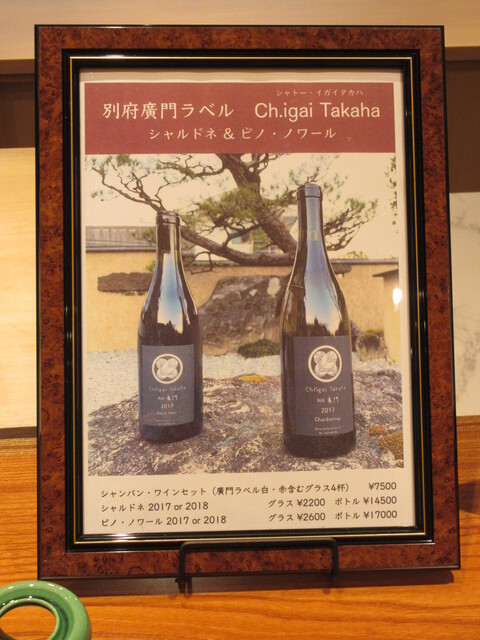 シャトー・イガイタカハ
別府廣門ラベル Ch.igai Takaha
シャルドネ & ピノ・ノワール
Ch.igai Takaha
廣門
2017
Ch.igai Takaha
廣門
2017
Chardonnay
シャンパン・ワインセット（廣門ラベル白・赤含むグラス4杯） ¥7500
シャルドネ 2017 or 2018 グラス ¥2200 ボトル ¥14500
ピノ・ノワール 2017 or 2018 グラス ¥2600 ボトル ¥17000